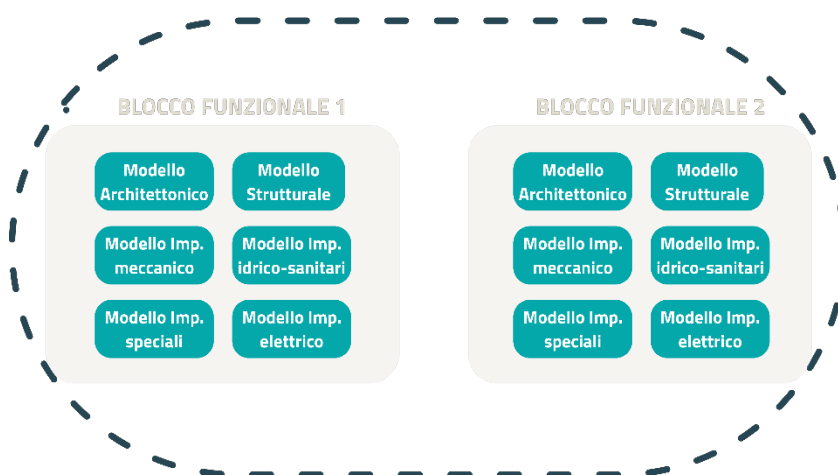 BLOCCO FUNZIONALE 1
Modello
Architettonico
Modello
Strutturale
Modello Imp.
meccanico
Modello Imp.
idrico-sanitari
Modello Imp.
speciali
Modello Imp.
elettrico
BLOCCO FUNZIONALE 2
Modello
Architettonico
Modello
Strutturale
Modello Imp.
meccanico
Modello Imp.
idrico-sanitari
Modello Imp.
speciali
Modello Imp.
elettrico